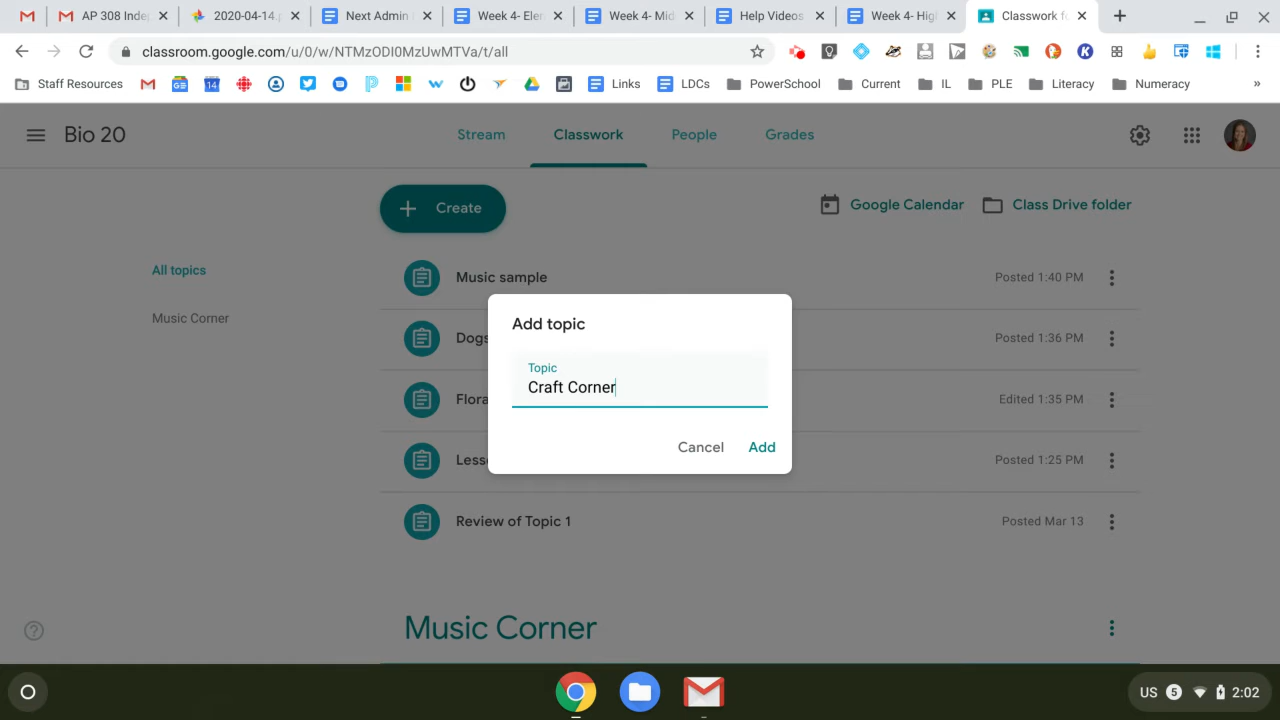 AP 308 Inde
2020-04-14.
Next Admin
Week 4- Ele
Week 4- Mid
Help Videos
Week 4- Hig
Classwork fo
classroom.google.com/u/0/w/NTMzODI0MzUwMTVa/t/all
Staff Resources
Links
LDCs
PowerSchool
Current
IL
PLE
Literacy
Numeracy
»
Bio 20
Stream
Classwork
People
Grades
Create
Google Calendar
Class Drive folder
All topics
Music Corner
Music sample
Posted 1:40 PM
Dogs
Posted 1:36 PM
Flora
Edited 1:35 PM
Less
Posted 1:25 PM
Review of Topic 1
Posted Mar 13
Add topic
Topic
Craft Corner
Cancel
Add
Music Corner
US
5
2:02